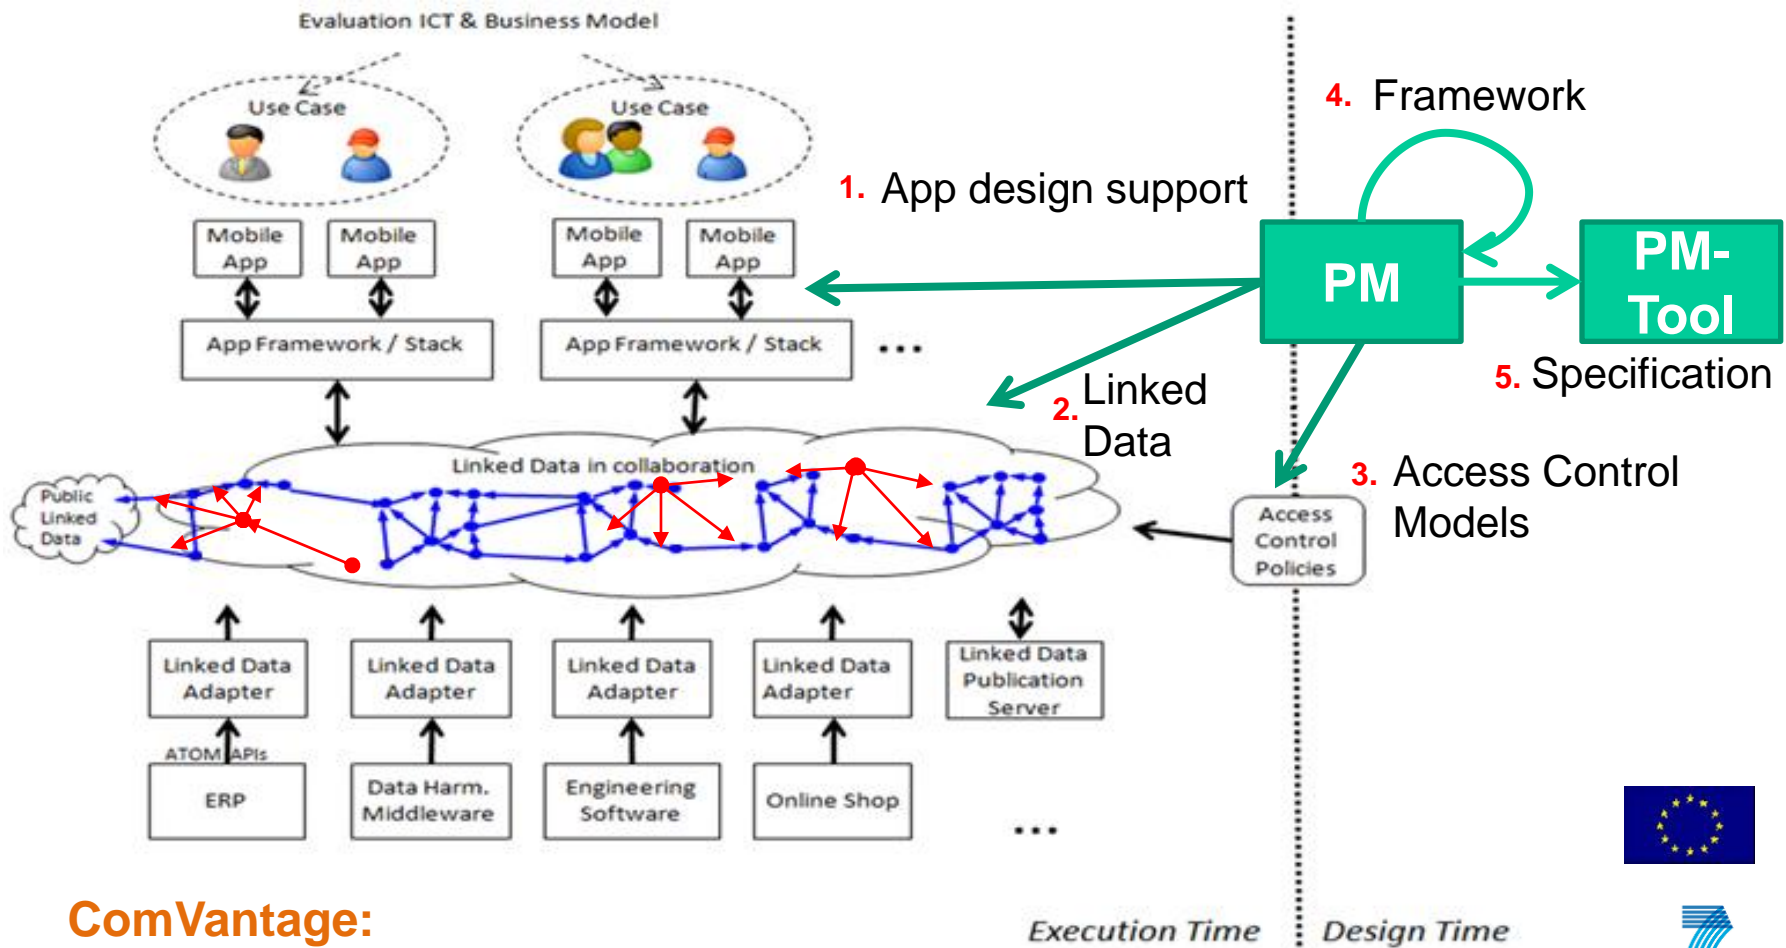 Evaluation ICT & Business Model
Use Case
Use Case
4. Framework
1. App design support
Mobile
App
Mobile
App
Mobile
App
Mobile
App
PM
PM-
Tool
App Framework / Stack
App Framework / Stack
...
5. Specification
2. Linked
Data
Linked Data in collaboration
3. Access Control
Models
Public
Linked
Data
Access
Control
Policies
Linked Data
Adapter
Linked Data
Adapter
Linked Data
Adapter
Linked Data
Adapter
Linked Data
Publication
Server
ATOM APIs
ERP
Data Harm.
Middleware
Engineering
Software
Online Shop
...
ComVantage:
Execution Time
Design Time